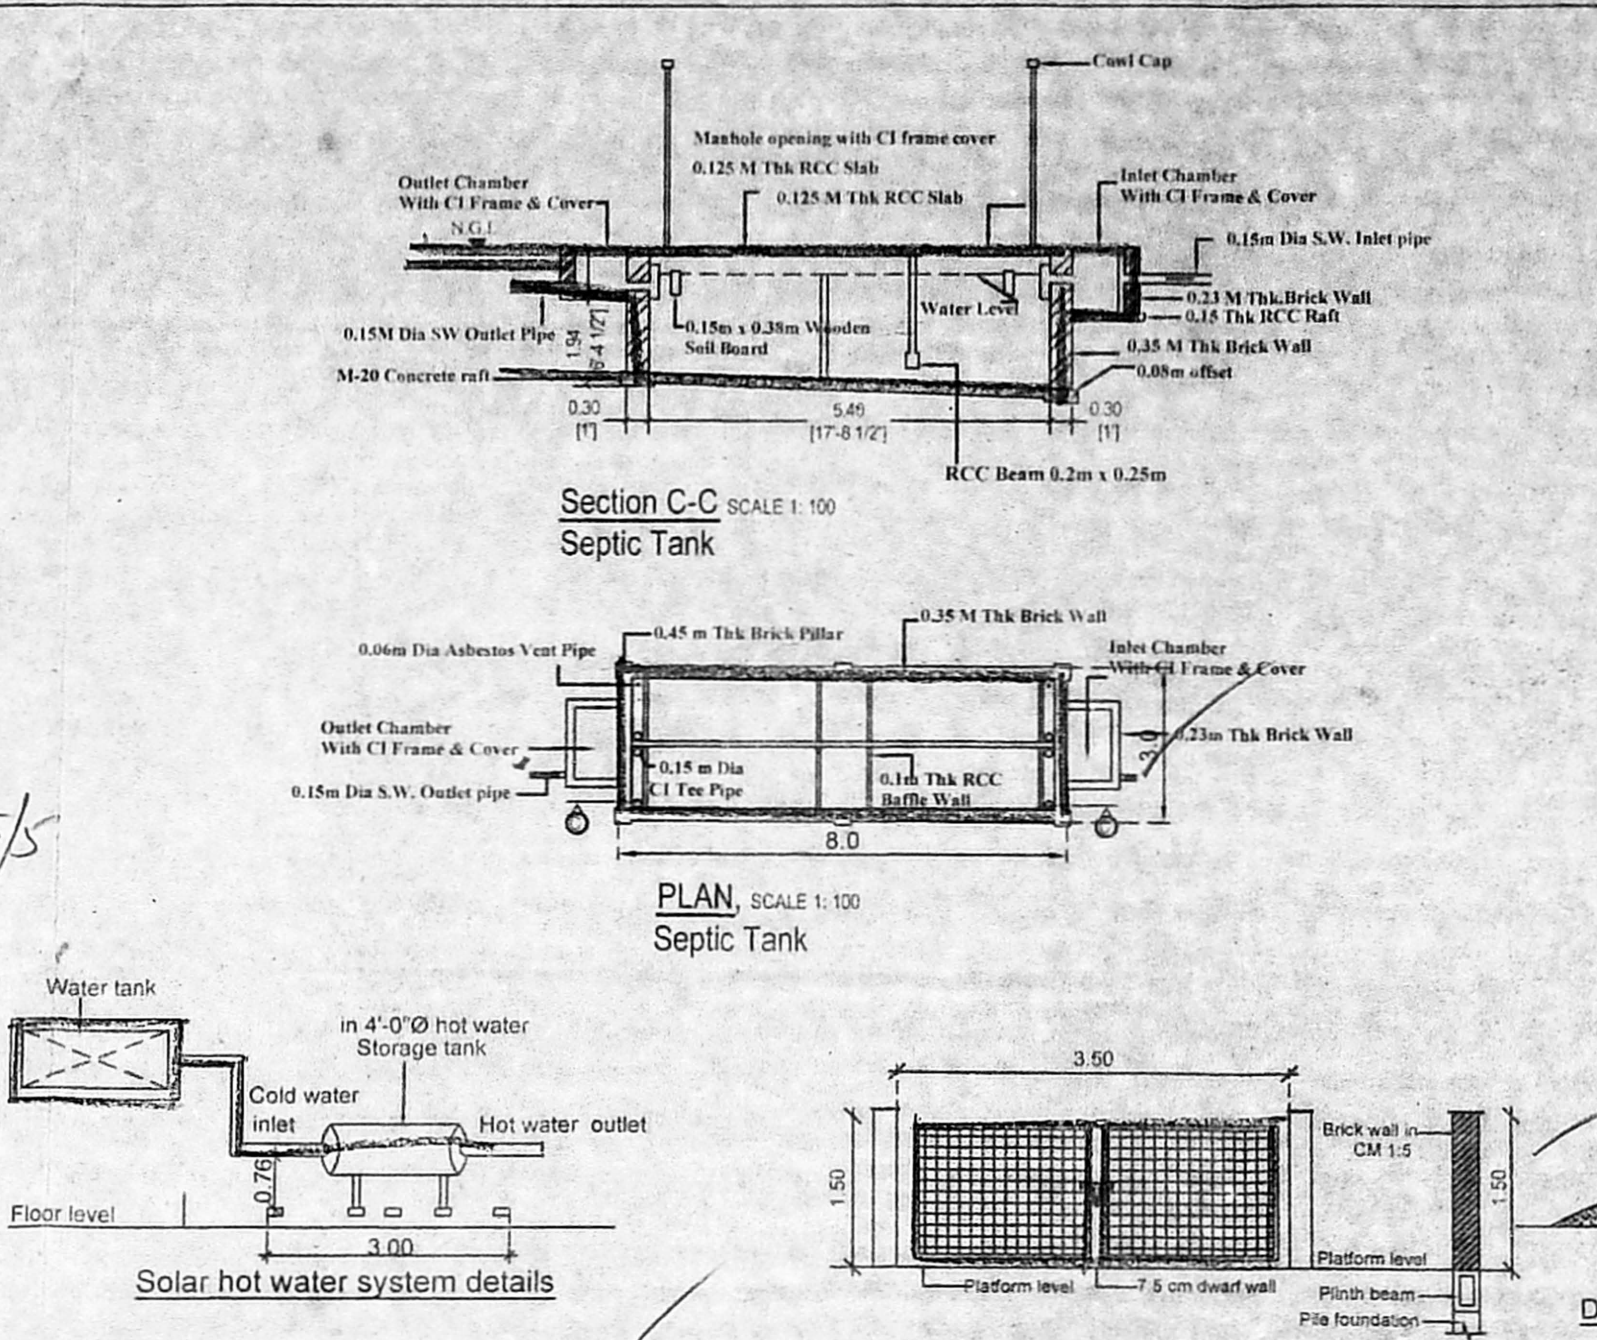 Cowl Cap
Manhole opening with CI frame cover
0.125 M Thk RCC Slab
0.125 M Thk RCC Slab
Outlet Chamber
With CI Frame & Cover
N.G.L
Inlet Chamber
With CI Frame & Cover
0.15m Dia S.W. Inlet pipe
0.23 M Thk.Brick Wall
0.15 Thk RCC Raft
Water Level
0.15M Dia SW Outlet Pipe
1.94
6'-4 1/2"]
0.15m x 0.38m Wooden
Soil Board
0.35 M Thk Brick Wall
0.08m offset
M-20 Concrete raft
0.30
[1']
5.46
[17'-8 1/2"]
0.30
[1']
RCC Beam 0.2m x 0.25m
Section C-C SCALE 1: 100
Septic Tank
0.35 M Thk Brick Wall
0.45 m Thk Brick Pillar
0.06m Dia Asbestos Vent Pipe
Inlet Chamber
With CI Frame & Cover
Outlet Chamber
With CI Frame & Cover
0.23m Thk Brick Wall
3.0
0.15 m Dia
CI Tee Pipe
0.1m Thk RCC
Baffle Wall
0.15m Dia S.W. Outlet pipe
8.0
PLAN, SCALE 1: 100
Septic Tank
Water tank
in 4'-0"Ø hot water
Storage tank
Cold water
inlet
Hot water outlet
0.76
Floor level
3.00
Solar hot water system details
3.50
1.50
Brick wall in
CM 1:5
1.50
Platform level
Platform level
7.5 cm dwarf wall
Plinth beam
Pile foundation